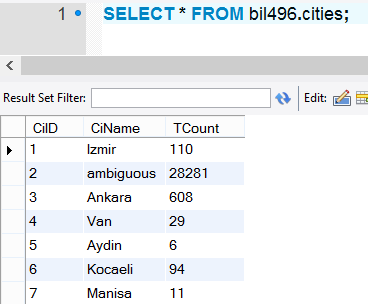 1 SELECT * FROM bil496.cities;
Result Set Filter: Edit:
CiID CiName TCount
1 Izmir 110
2 ambiguous 28281
3 Ankara 608
4 Van 29
5 Aydin 6
6 Kocaeli 94
7 Manisa 11